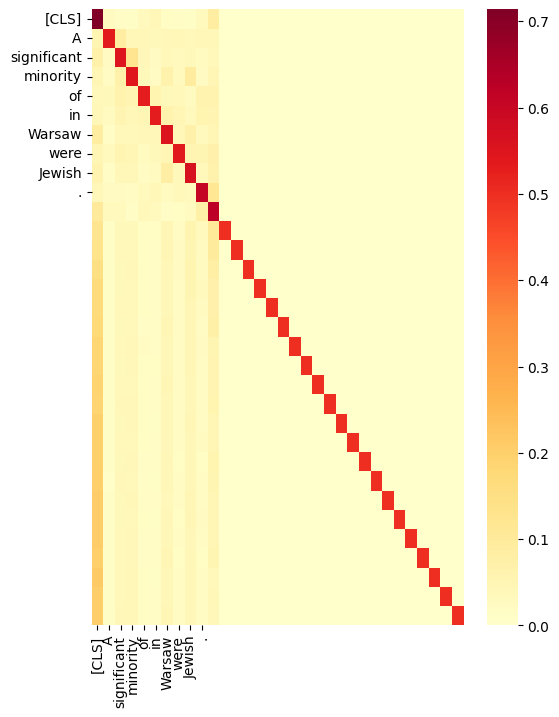 [CLS]
A
significant
minority
of
in
Warsaw
were
Jewish
.
0.7
0.6
0.5
0.4
0.3
0.2
0.1
0.0
[CLS]
A
significant
minority
of
in
Warsaw
were
Jewish
.